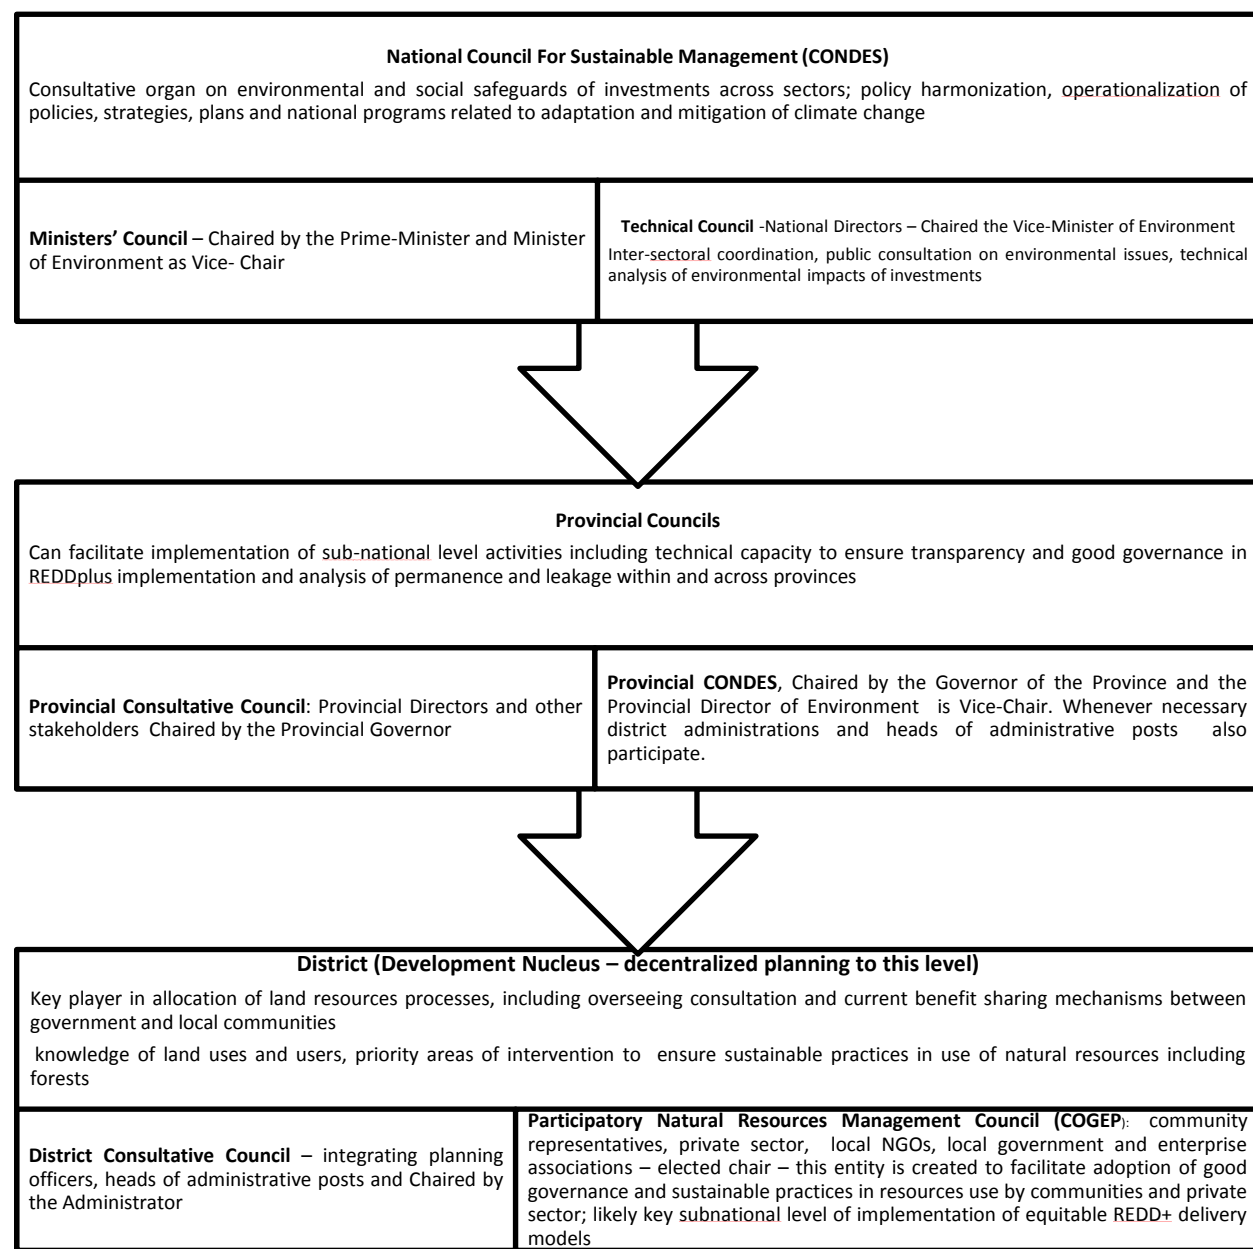 National Council For Sustainable Management (CONDES)
Consultative organ on environmental and social safeguards of investments across sectors; policy harmonization, operationalization of
policies, strategies, plans and national programs related to adaptation and mitigation of climate change
Ministers’ Council – Chaired by the Prime-Minister and Minister
of Environment as Vice- Chair
Technical Council -National Directors – Chaired the Vice-Minister of Environment
Inter-sectoral coordination, public consultation on environmental issues, technical
analysis of environmental impacts of investments
Provincial Councils
Can facilitate implementation of sub-national level activities including technical capacity to ensure transparency and good governance in
REDDplus implementation and analysis of permanence and leakage within and across provinces
Provincial Consultative Council: Provincial Directors and other
stakeholders Chaired by the Provincial Governor
Provincial CONDES, Chaired by the Governor of the Province and the
Provincial Director of Environment is Vice-Chair. Whenever necessary
district administrations and heads of administrative posts also
participate.
District (Development Nucleus – decentralized planning to this level)
Key player in allocation of land resources processes, including overseeing consultation and current benefit sharing mechanisms between
government and local communities
knowledge of land uses and users, priority areas of intervention to ensure sustainable practices in use of natural resources including
forests
District Consultative Council – integrating planning
officers, heads of administrative posts and Chaired by
the Administrator
Participatory Natural Resources Management Council (COGEP): community
representatives, private sector, local NGOs, local government and enterprise
associations – elected chair – this entity is created to facilitate adoption of good
governance and sustainable practices in resources use by communities and private
sector; likely key subnational level of implementation of equitable REDD+ delivery
models